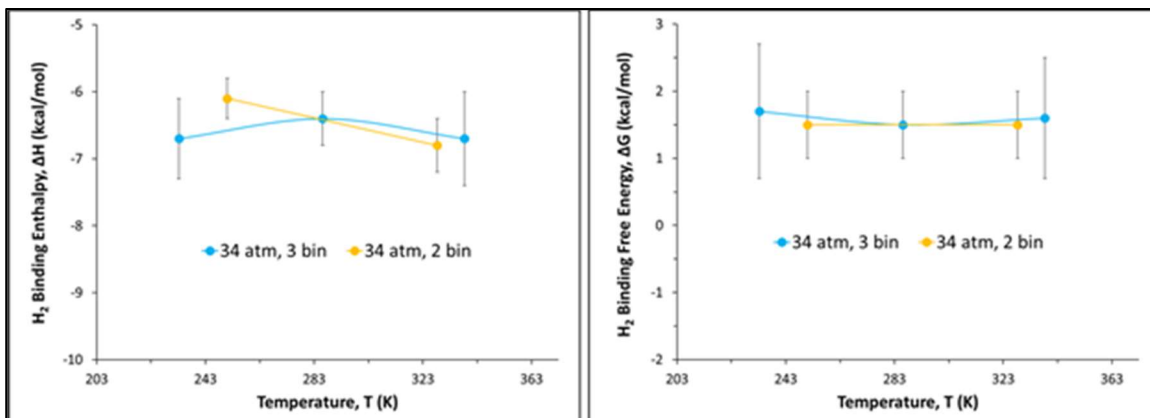 -5
-6
-7
-8
-9
-10
H₂ Binding Enthalpy, ΔH (kcal/mol)
34 atm, 3 bin 34 atm, 2 bin
203 243 283 323 363
Temperature, T (K)
3
2
1
0
-1
-2
H₂ Binding Free Energy, ΔG (kcal/mol)
34 atm, 3 bin 34 atm, 2 bin
203 243 283 323 363
Temperature, T (K)